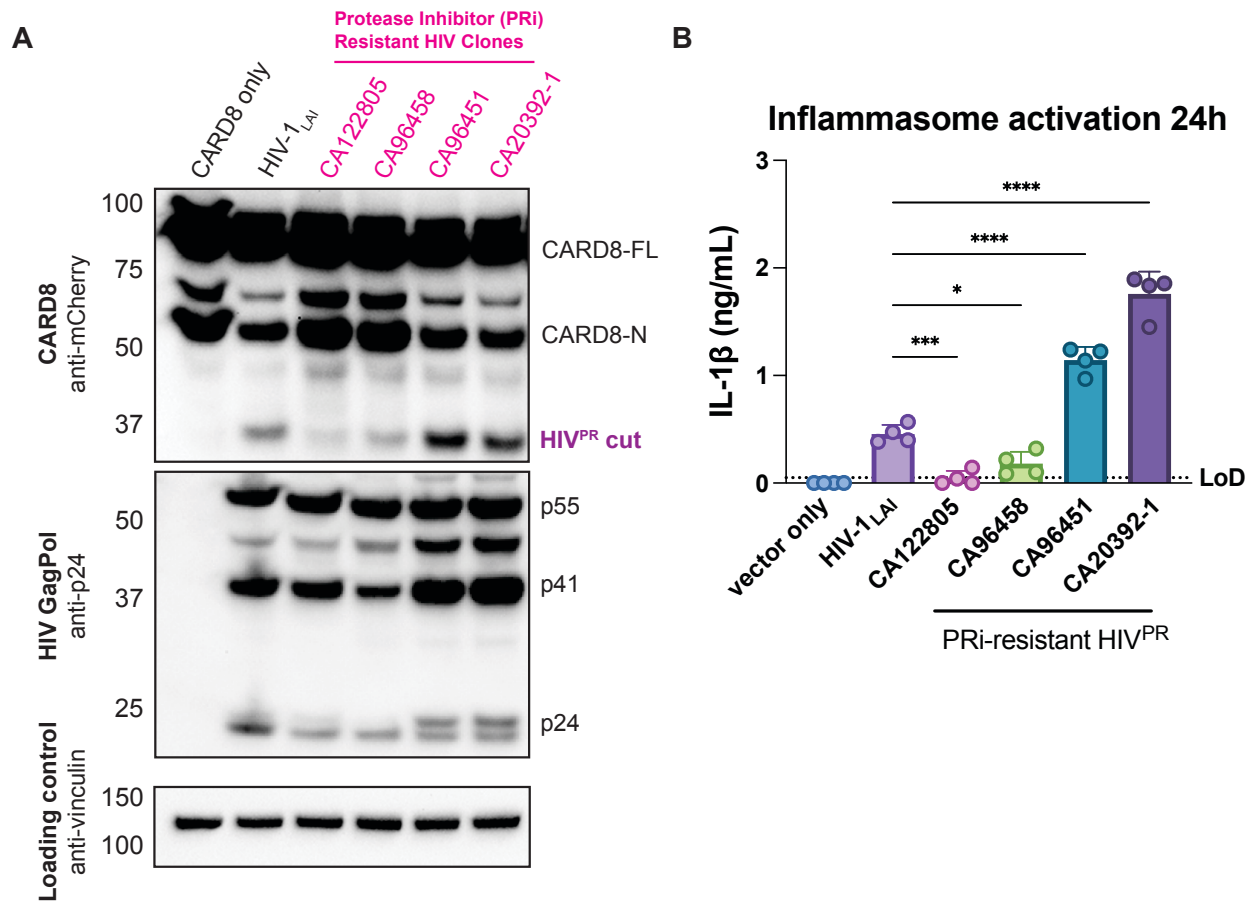 A
Protease Inhibitor (PRi)
Resistant HIV Clones
CARD8 only
HIV-1LAI
CA122805
CA96458
CA96451
CA20392-1
CARD8
anti-mCherry
100
75
50
37
CARD8-FL
CARD8-N
HIVPR cut
HIV GagPol
anti-p24
50
37
25
p55
p41
p24
Loading control
anti-vinculin
150
100
B
Inflammasome activation 24h
IL-1β (ng/mL)
3
2
1
0
****
****
*
***
LoD
vector only
HIV-1LAI
CA122805
CA96458
CA96451
CA20392-1
PRi-resistant HIVPR